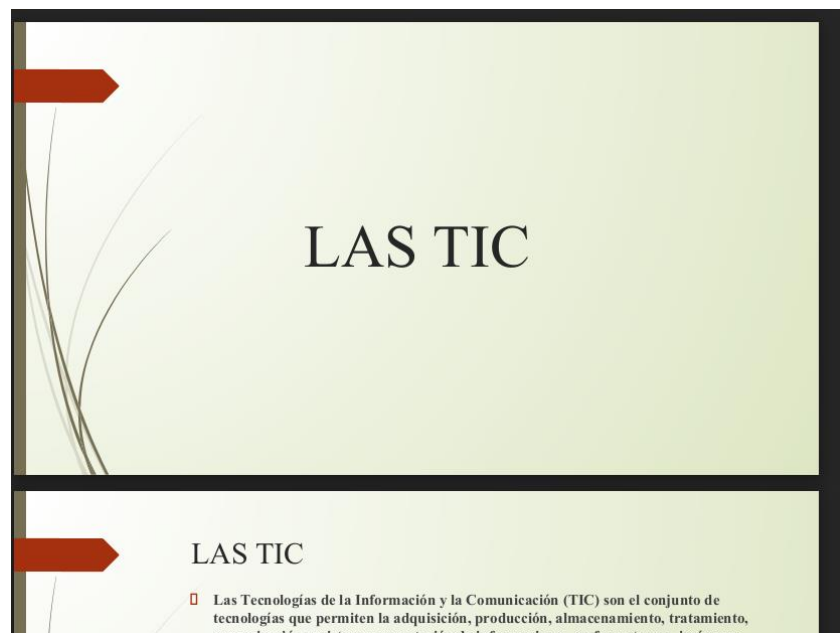 LAS TIC
LAS TIC
Las Tecnologías de la Información y la Comunicación (TIC) son el conjunto de
tecnologías que permiten la adquisición, producción, almacenamiento, tratamiento,